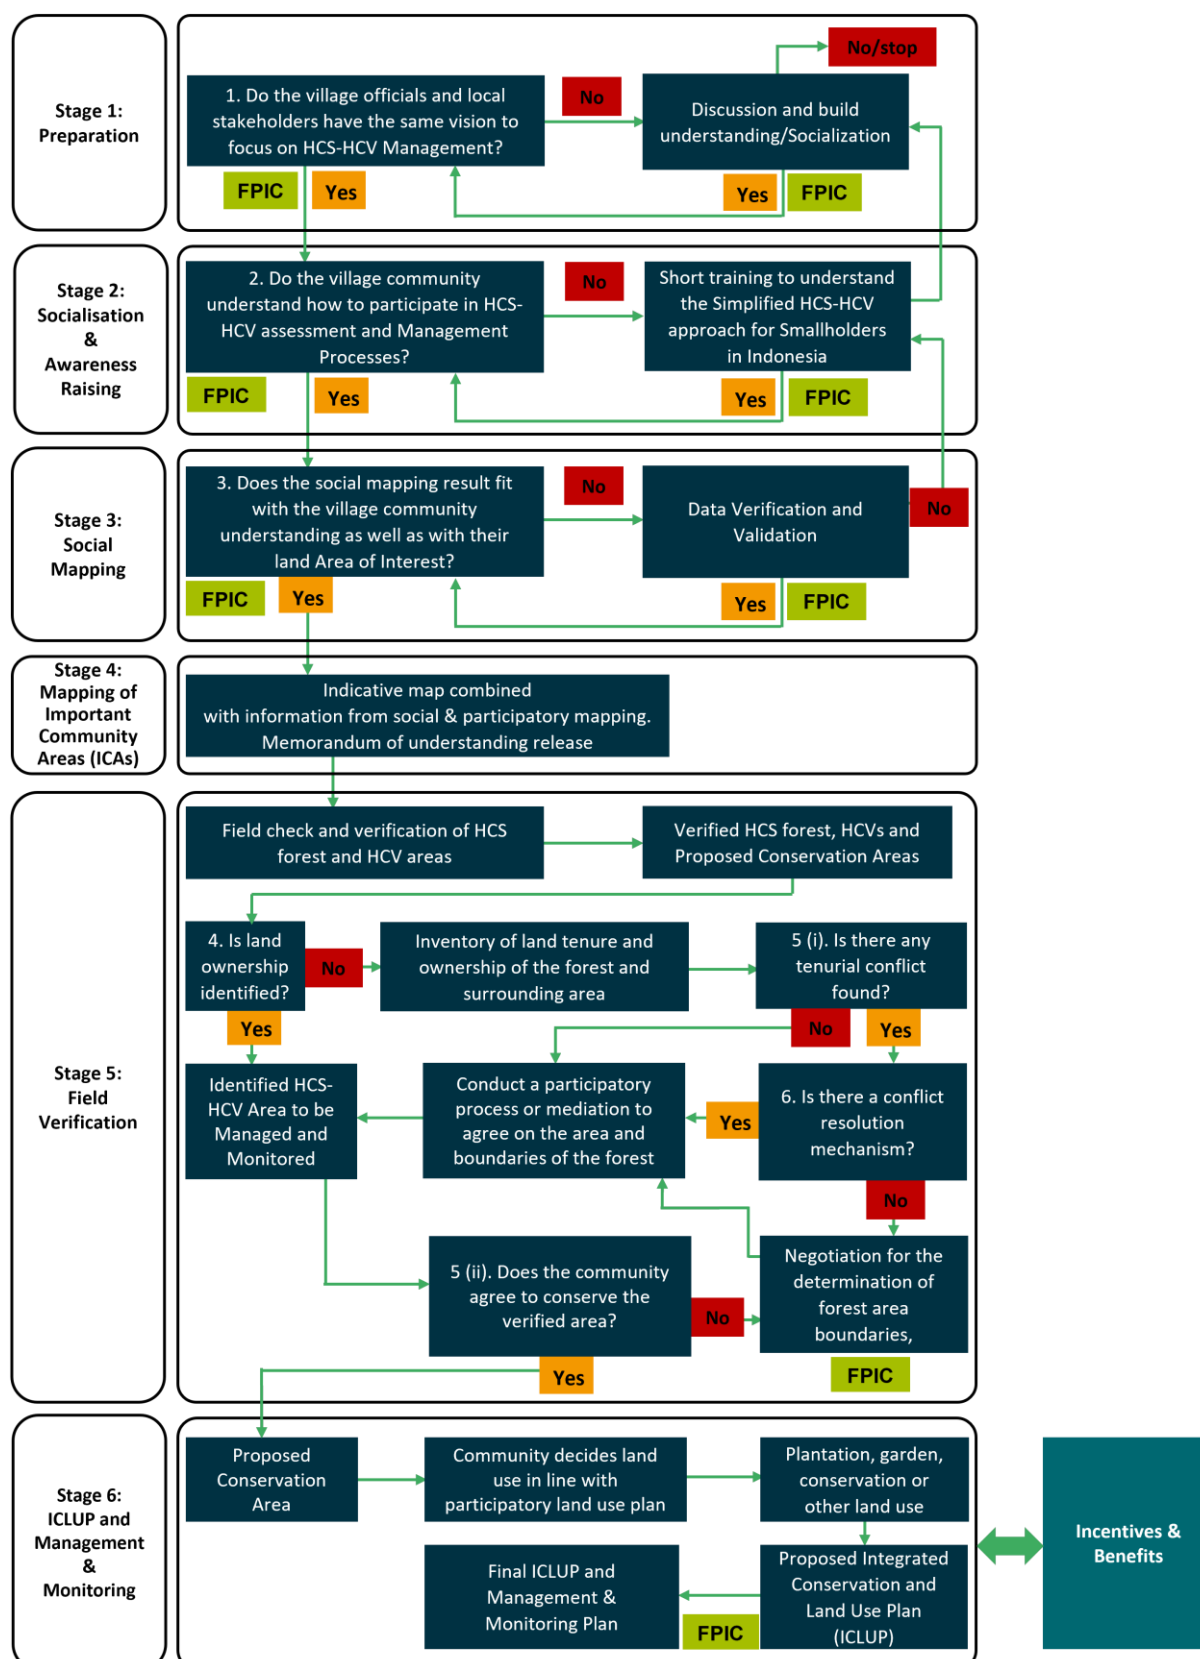 Stage 1:
Preparation
1. Do the village officials and local
stakeholders have the same vision to
focus on HCS-HCV Management?
No
No/stop
Discussion and build
understanding/Socialization
FPIC
Yes
Yes
FPIC
Stage 2:
Socialisation
&
Awareness
Raising
2. Do the village community
understand how to participate in HCS-
HCV assessment and Management
Processes?
No
Short training to understand
the Simplified HCS-HCV
approach for Smallholders
in Indonesia
FPIC
Yes
Yes
FPIC
Stage 3:
Social
Mapping
3. Does the social mapping result fit
with the village community
understanding as well as with their
land Area of Interest?
No
Data Verification and
Validation
No
FPIC
Yes
Yes
FPIC
Stage 4:
Mapping of
Important
Community
Areas (ICAs)
Indicative map combined
with information from social & participatory mapping.
Memorandum of understanding release
Stage 5:
Field
Verification
Field check and verification of HCS
forest and HCV areas
Verified HCS forest, HCVs and
Proposed Conservation Areas
4. Is land
ownership
identified?
No
Inventory of land tenure and
ownership of the forest and
surrounding area
5 (i). Is there any
tenurial conflict
found?
Yes
No
Yes
Identified HCS-
HCV Area to be
Managed and
Monitored
Conduct a participatory
process or mediation to
agree on the area and
boundaries of the forest
Yes
6. Is there a conflict
resolution
mechanism?
No
5 (ii). Does the community
agree to conserve the
verified area?
No
Negotiation for the
determination of
forest area
boundaries,
Yes
FPIC
Stage 6:
ICLUP and
Management
&
Monitoring
Proposed
Conservation
Area
Community decides land
use in line with
participatory land use plan
Plantation, garden,
conservation or
other land use
Final ICLUP and
Management &
Monitoring Plan
FPIC
Proposed Integrated
Conservation and
Land Use Plan
(ICLUP)
Incentives &
Benefits